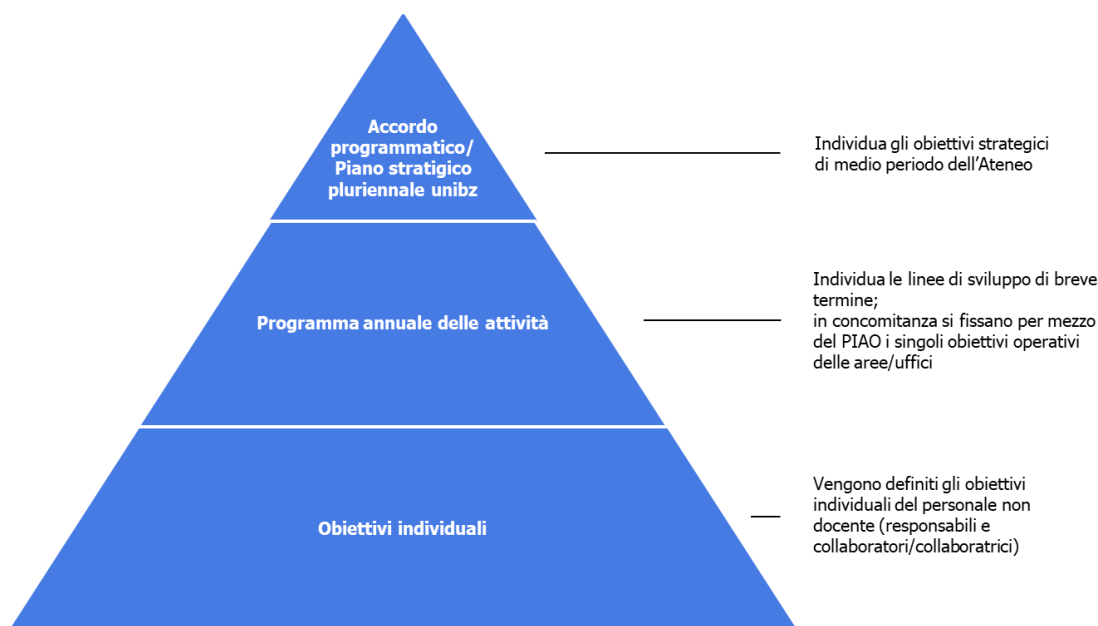 Accordo
programmatico/
Piano stratigico
pluriennale unibz
Individua gli obiettivi strategici
di medio periodo dell'Ateneo
Programma annuale delle attività
Individua le linee di sviluppo di breve
termine;
in concomitanza si fissano per mezzo
del PIAO i singoli obiettivi operativi
delle aree/uffici
Obiettivi individuali
Vengono definiti gli obiettivi
individuali del personale non
docente (responsabili e
collaboratori/collaboratrici)